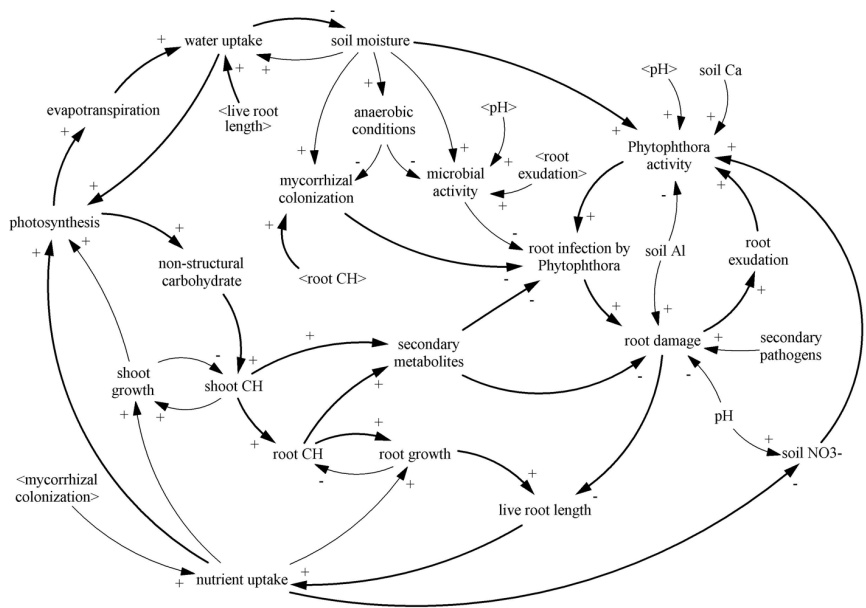 water uptake
soil moisture
evapotranspiration
<live root
length>
anaerobic
conditions
<pH>
<pH>
soil Ca
Phytophthora
activity
mycorrhizal
colonization
microbial
activity
<root
exudation>
photosynthesis
non-structural
carbohydrate
<root CH>
root infection by
Phytophthora
soil Al
root
exudation
shoot
growth
shoot CH
secondary
metabolites
root damage
secondary
pathogens
pH
root CH
root growth
soil NO3-
<mycorrhizal
colonization>
live root length
nutrient uptake